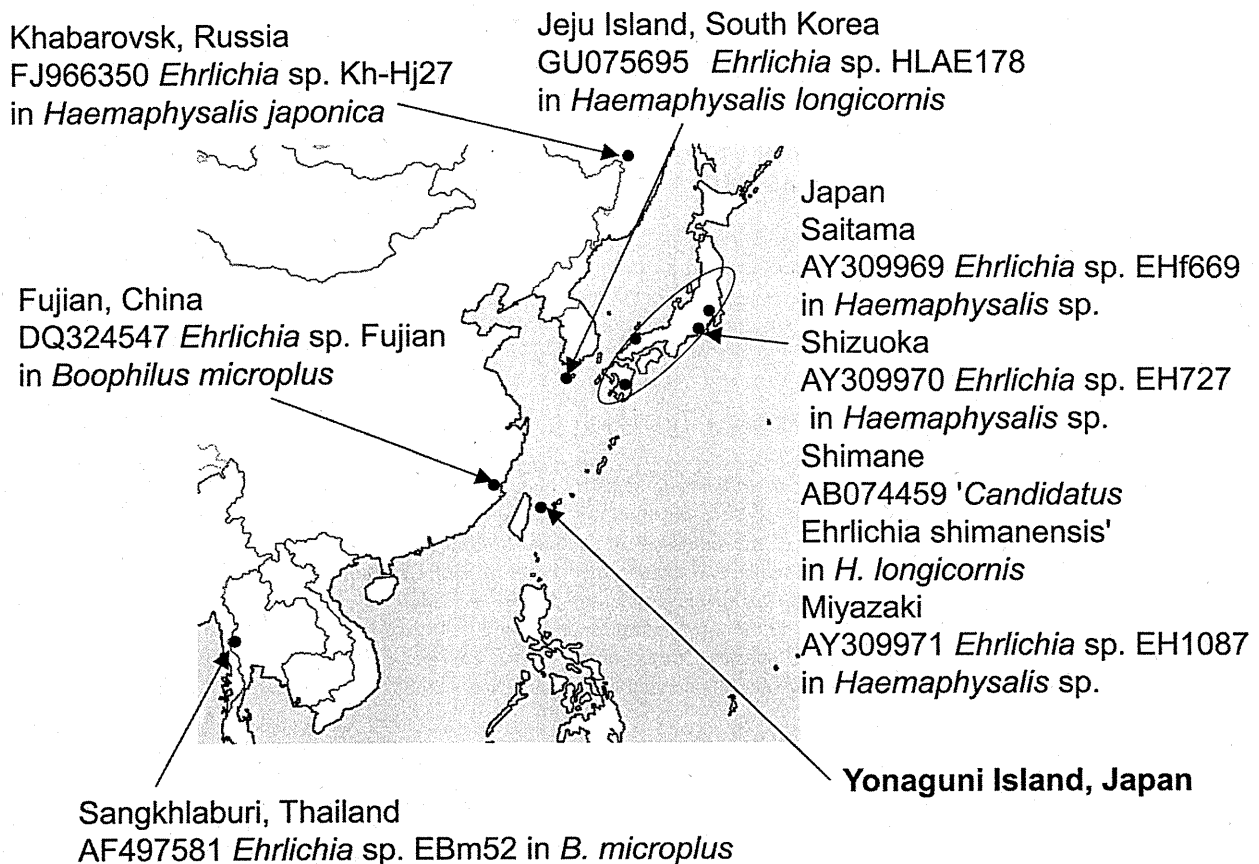 Khabarovsk, Russia
FJ966350 Ehrlichia sp. Kh-Hj27
in Haemaphysalis japonica
Jeju Island, South Korea
GU075695 Ehrlichia sp. HLAE178
in Haemaphysalis longicornis
Japan
Saitama
AY309969 Ehrlichia sp. EHf669
in Haemaphysalis sp.
Shizuoka
AY309970 Ehrlichia sp. EH727
in Haemaphysalis sp.
Shimane
AB074459 'Candidatus
Ehrlichia shimanensis'
in H. longicornis
Miyazaki
AY309971 Ehrlichia sp. EH1087
in Haemaphysalis sp.
Fujian, China
DQ324547 Ehrlichia sp. Fujian
in Boophilus microplus
Yonaguni Island, Japan
Sangkhlaburi, Thailand
AF497581 Ehrlichia sp. EBm52 in B. microplus